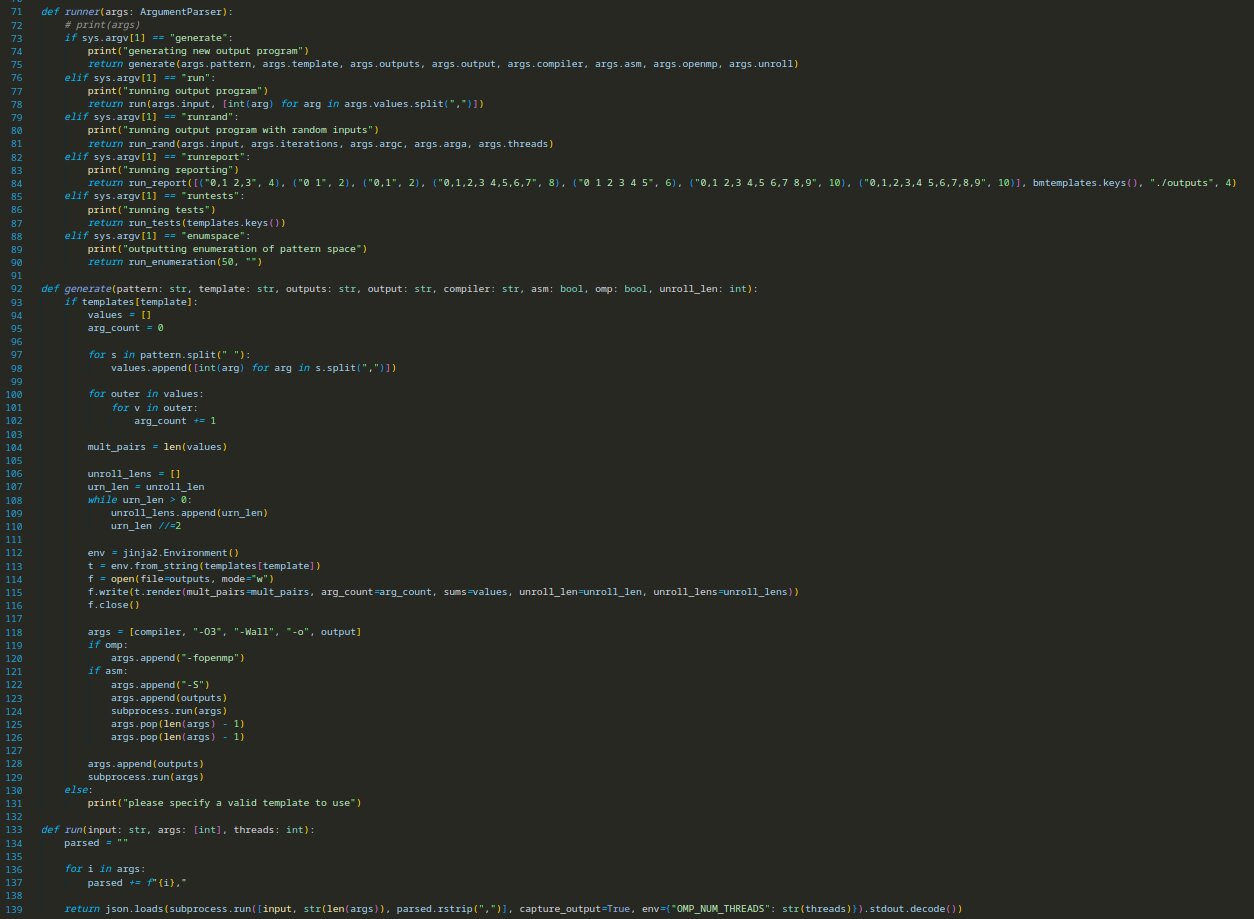 71 def runner(args: ArgumentParser):
72     # print(args)
73     if sys.argv[1] == "generate":
74         print("generating new output program")
75         return generate(args.pattern, args.template, args.outputs, args.output, args.compiler, args.asm, args.openmp, args.unroll)
76     elif sys.argv[1] == "run":
77         print("running output program")
78         return run(args.input, [int(arg) for arg in args.values.split(",")])
79     elif sys.argv[1] == "runrand":
80         print("running output program with random inputs")
81         return run_rand(args.input, args.iterations, args.argc, args.arga, args.threads)
82     elif sys.argv[1] == "runreport":
83         print("running reporting")
84         return run_report([("0,1 2,3", 4), ("0 1", 2), ("0,1", 2), ("0,1,2,3 4,5,6,7", 8), ("0 1 2 3 4 5", 6), ("0,1 2,3 4,5 6,7 8,9", 10), ("0,1,2,3,4 5,6,7,8,9", 10)], bmtemplates.keys(), "./outputs", 4)
85     elif sys.argv[1] == "runtests":
86         print("running tests")
87         return run_tests(templates.keys())
88     elif sys.argv[1] == "enumspace":
89         print("outputting enumeration of pattern space")
90         return run_enumeration(50, "")
91
92 def generate(pattern: str, template: str, outputs: str, output: str, compiler: str, asm: bool, omp: bool, unroll_len: int):
93     if templates[template]:
94         values = []
95         arg_count = 0
96
97         for s in pattern.split(" "):
98             values.append([int(arg) for arg in s.split(",")])
99
100         for outer in values:
101             for v in outer:
102                 arg_count += 1
103
104         mult_pairs = len(values)
105
106         unroll_lens = []
107         urn_len = unroll_len
108         while urn_len > 0:
109             unroll_lens.append(urn_len)
110             urn_len //=2
111
112         env = jinja2.Environment()
113         t = env.from_string(templates[template])
114         f = open(file=outputs, mode="w")
115         f.write(t.render(mult_pairs=mult_pairs, arg_count=arg_count, sums=values, unroll_len=unroll_len, unroll_lens=unroll_lens))
116         f.close()
117
118         args = [compiler, "-O3", "-Wall", "-o", output]
119         if omp:
120             args.append("-fopenmp")
121         if asm:
122             args.append("-S")
123             args.append(outputs)
124             subprocess.run(args)
125             args.pop(len(args) - 1)
126             args.pop(len(args) - 1)
127
128         args.append(outputs)
129         subprocess.run(args)
130     else:
131         print("please specify a valid template to use")
132
133 def run(input: str, args: [int], threads: int):
134     parsed = ""
135
136     for i in args:
137         parsed += f"{i},"
138
139     return json.loads(subprocess.run([input, str(len(args)), parsed.rstrip(",")], capture_output=True, env={"OMP_NUM_THREADS": str(threads)}).stdout.decode())